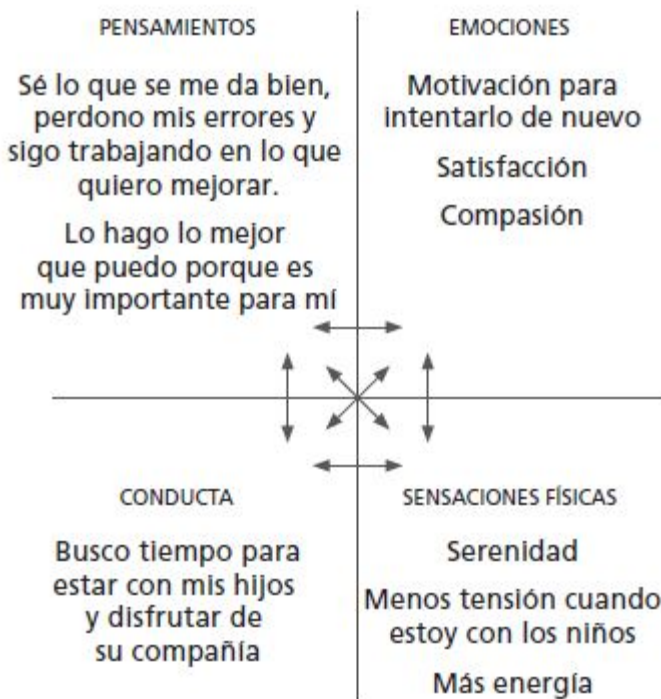 PENSAMIENTOS
Sé lo que se me da bien,
perdono mis errores y
sigo trabajando en lo que
quiero mejorar.
Lo hago lo mejor
que puedo porque es
muy importante para mí
EMOCIONES
Motivación para
intentarlo de nuevo
Satisfacción
Compasión
CONDUCTA
Busco tiempo para
estar con mis hijos
y disfrutar de
su compañía
SENSACIONES FÍSICAS
Serenidad
Menos tensión cuando
estoy con los niños
Más energía